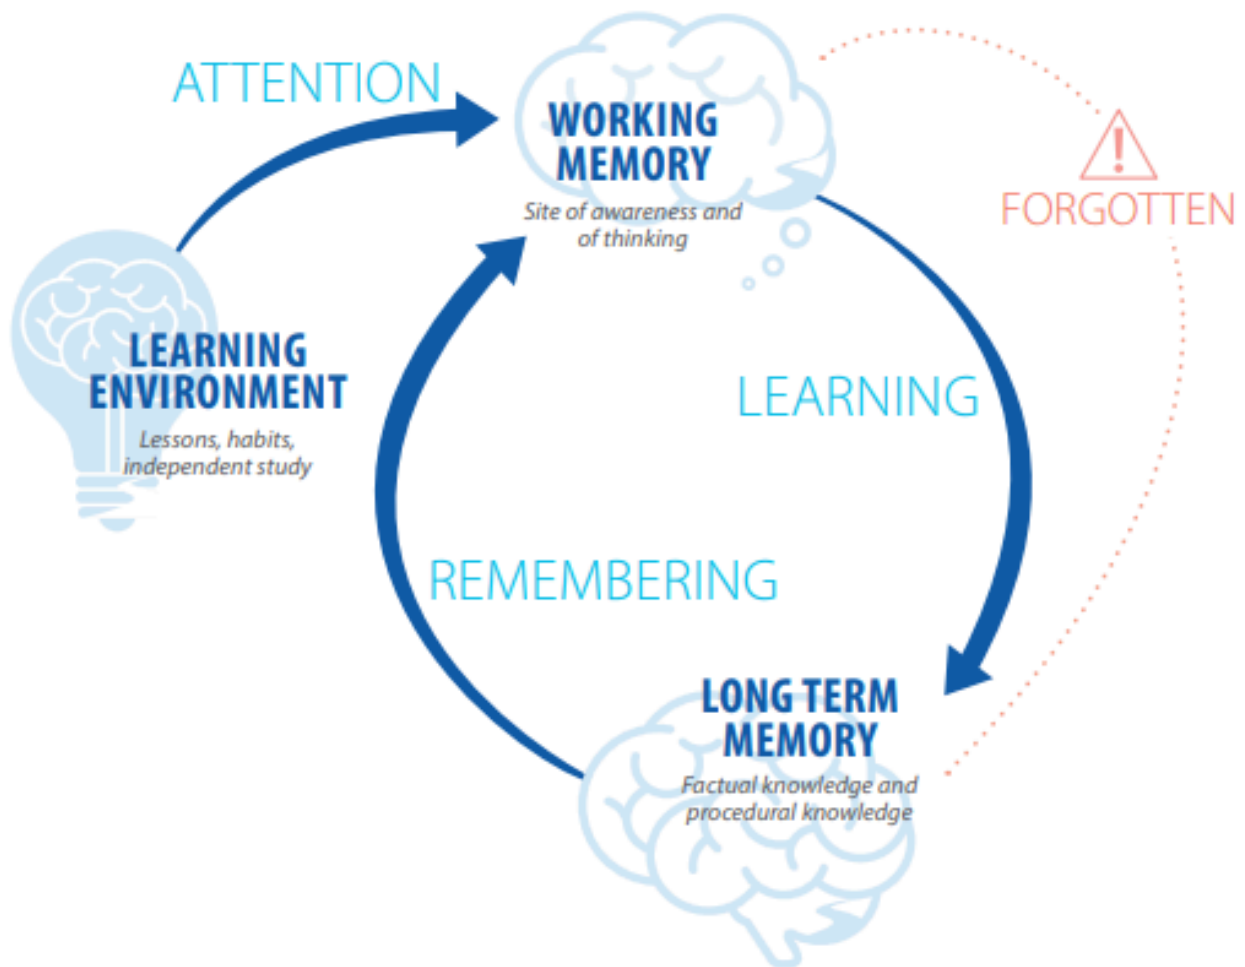 ATTENTION
WORKING
MEMORY
Site of awareness and
of thinking
!
FORGOTTEN
LEARNING
ENVIRONMENT
Lessons, habits,
independent study
LEARNING
REMEMBERING
LONG TERM
MEMORY
Factual knowledge and
procedural knowledge